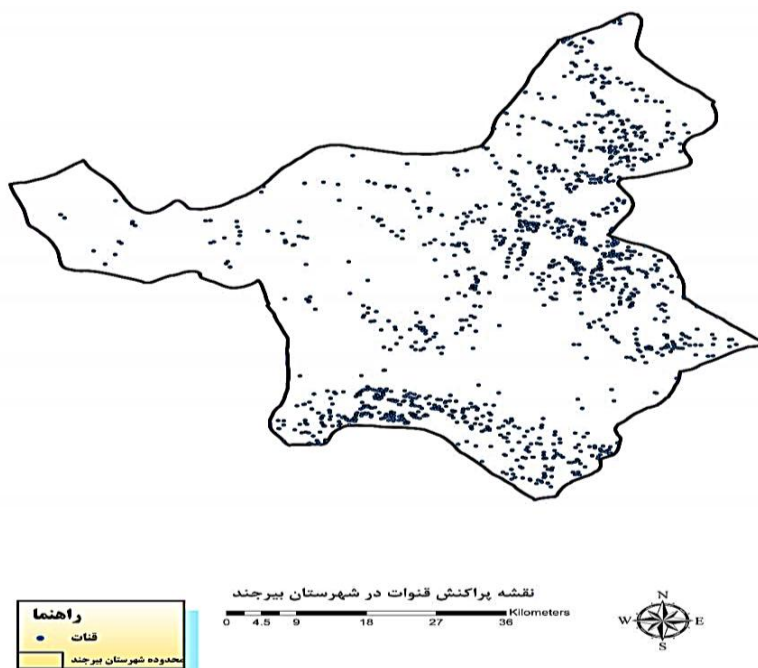 نقشه پراکنش قنوات در شهرستان بیرجند
Kilometers
0 4.5 9 18 27 36
N
W E
S
راهنما
قنات
محدوده شهرستان بیرجند